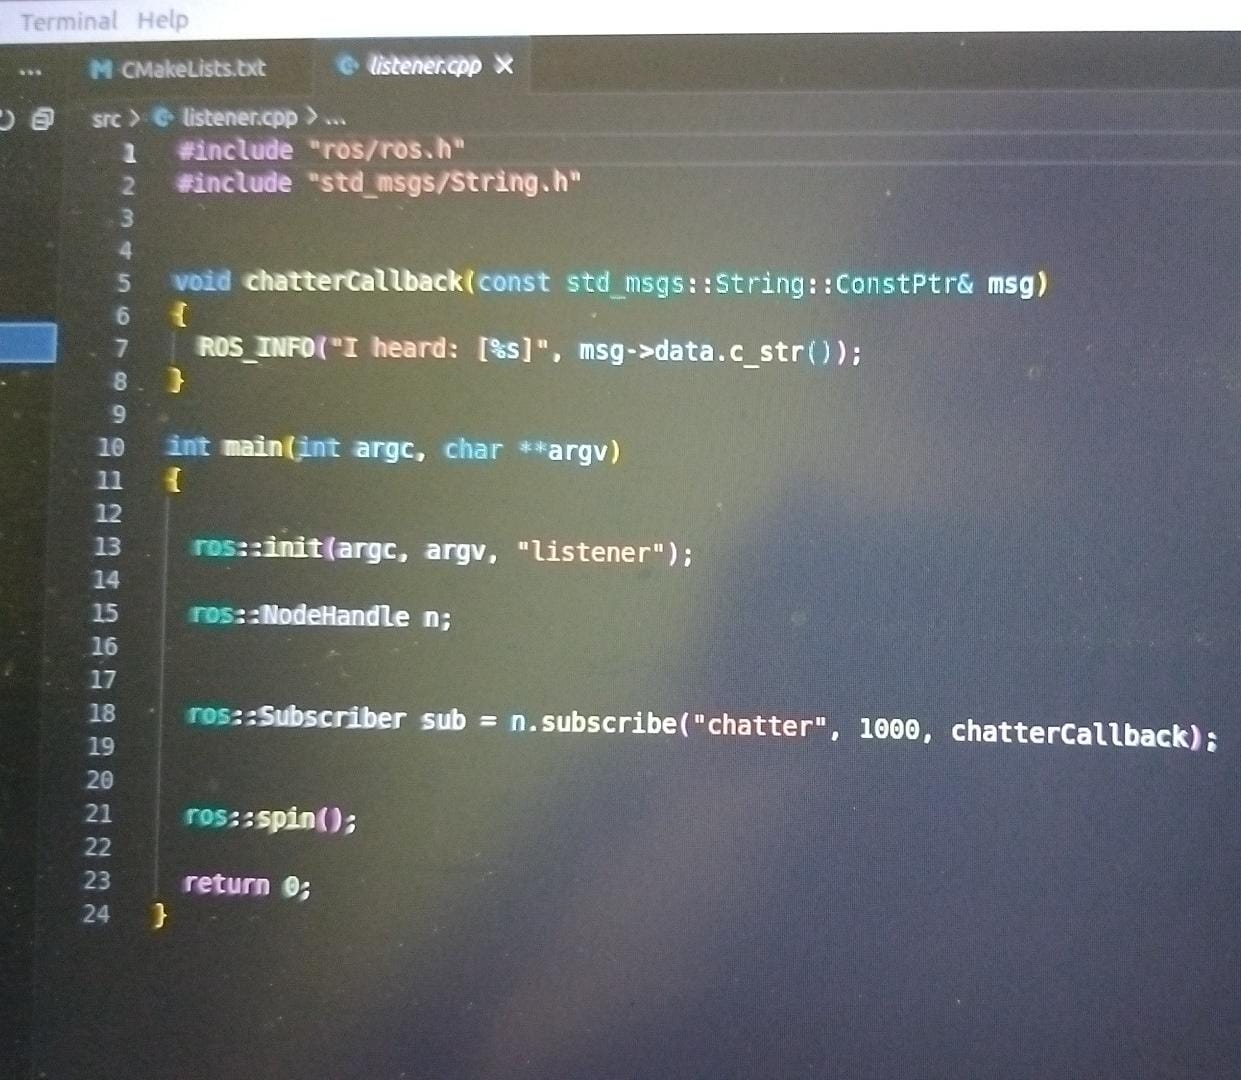 Terminal Help
... CMakeLists.txt listener.cpp
src > listener.cpp > ...
1 #include "ros/ros.h"
2 #include "std_msgs/String.h"
3
4
5 void chatterCallback(const std_msgs::String::ConstPtr& msg)
6 {
7 ROS_INFO("I heard: [%s]", msg->data.c_str());
8 }
9
10 int main(int argc, char **argv)
11 {
12
13 ros::init(argc, argv, "listener");
14
15 ros::NodeHandle n;
16
17
18 ros::Subscriber sub = n.subscribe("chatter", 1000, chatterCallback);
19
20
21 ros::spin();
22
23 return 0;
24 }